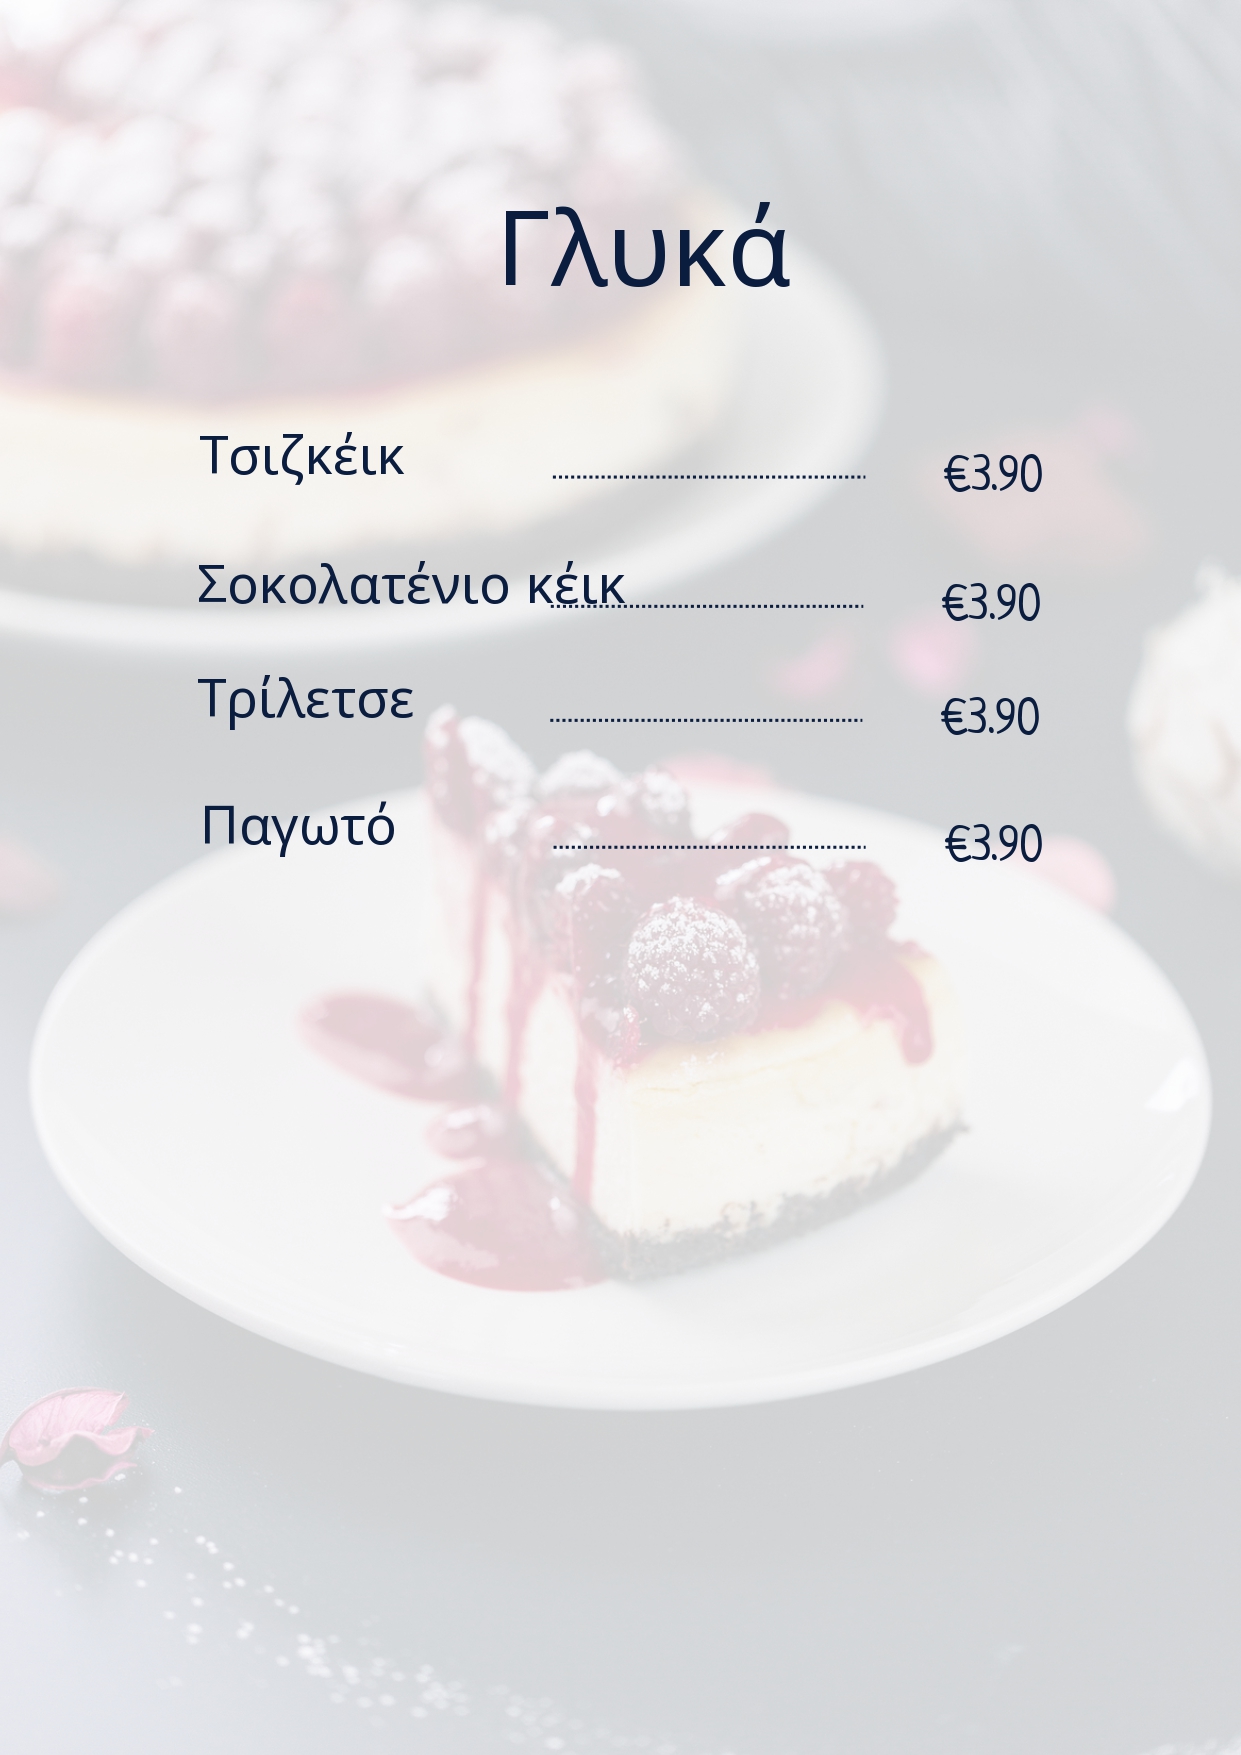 Γλυκά
Τσιζκέικ ........................ €3.90
Σοκολατένιο κέικ ........................ €3.90
Τρίλετσε ........................ €3.90
Παγωτό ........................ €3.90